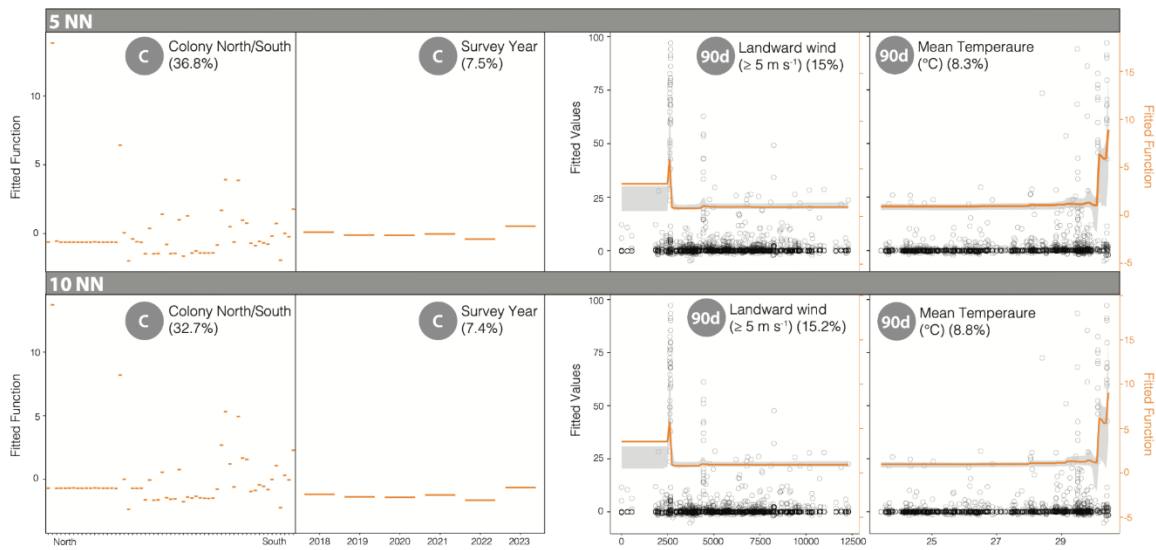 5 NN
C
Colony North/South
(36.8%)
C
Survey Year
(7.5%)
90d
Landward wind
(≥ 5 m s⁻¹) (15%)
90d
Mean Temperaure
(°C) (8.3%)
Fitted Function
10
5
0
Fitted Values
100
75
50
25
0
15
10
5
0
-5
Fitted Function
10 NN
C
Colony North/South
(32.7%)
C
Survey Year
(7.4%)
90d
Landward wind
(≥ 5 m s⁻¹) (15.2%)
90d
Mean Temperaure
(°C) (8.8%)
Fitted Function
10
5
0
Fitted Values
100
75
50
25
0
15
10
5
0
-5
Fitted Function
North South
2018 2019 2020 2021 2022 2023
0 2500 5000 7500 10000 12500
25 27 29